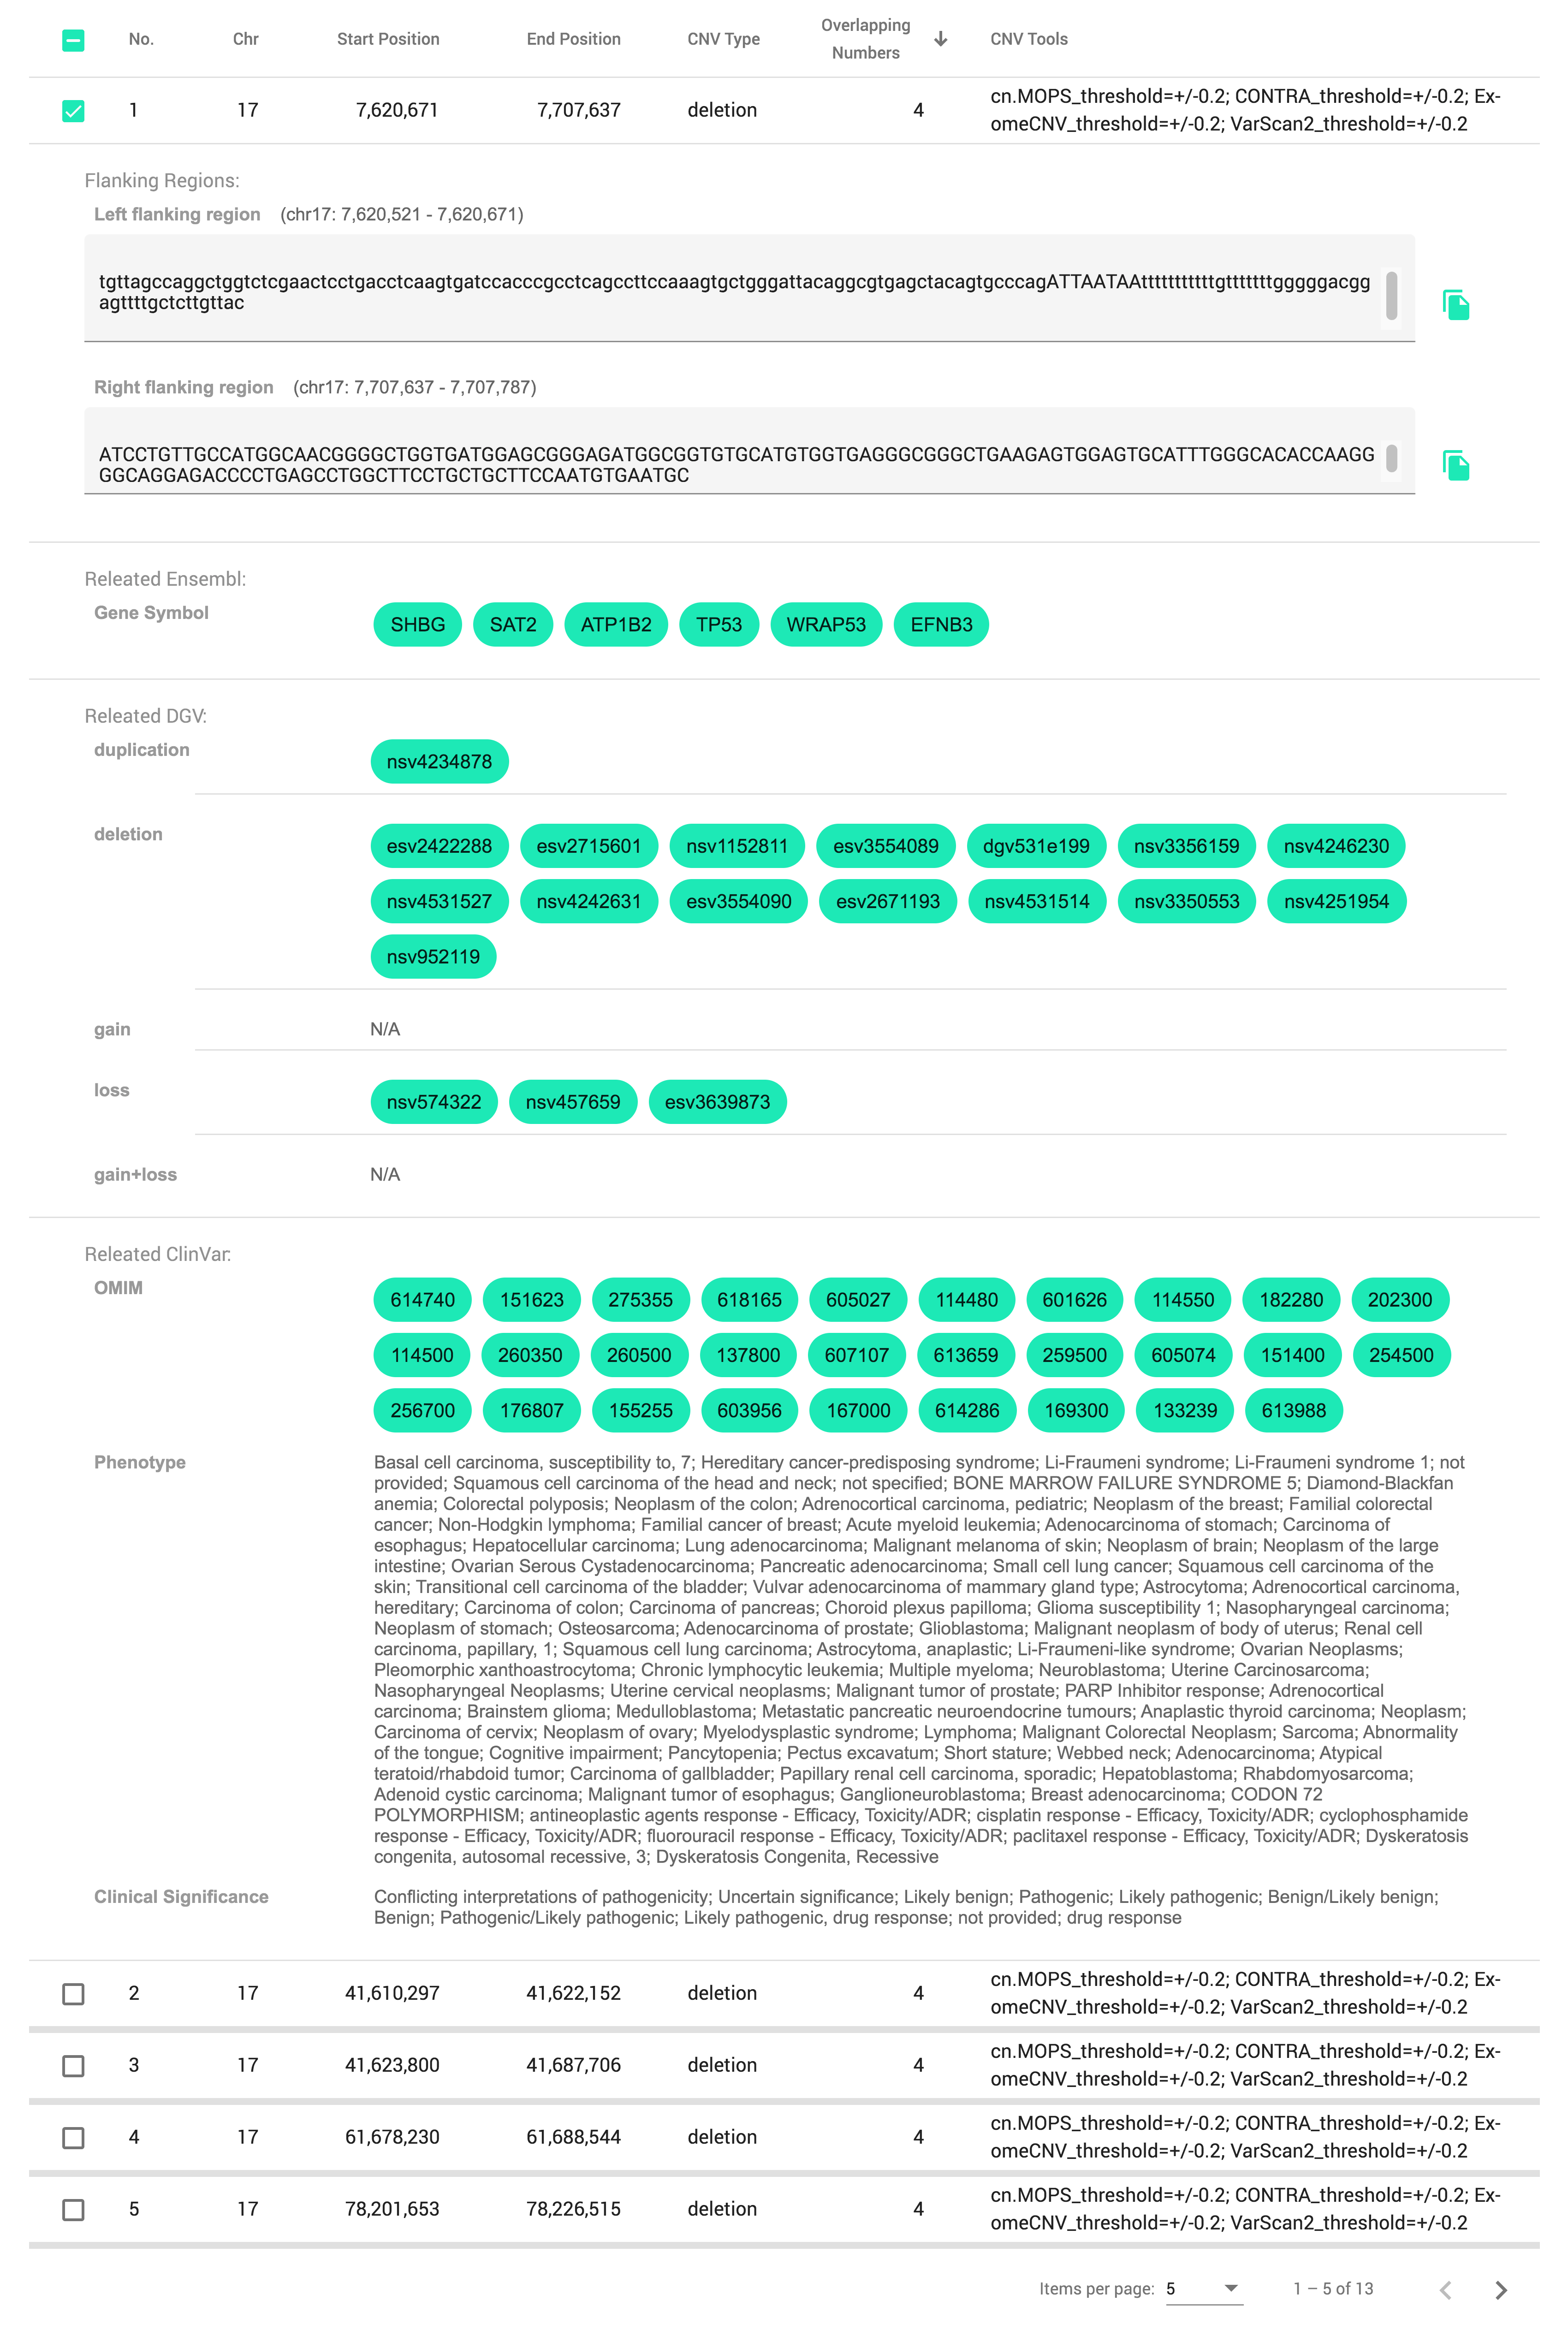 No. Chr Start Position End Position CNV Type Overlapping Numbers CNV Tools
1 17 7,620,671 7,707,637 deletion 4 cn.MOPS_threshold=+/-0.2; CONTRA_threshold=+/-0.2; Ex-
omeCNV_threshold=+/-0.2; VarScan2_threshold=+/-0.2
Flanking Regions:
Left flanking region (chr17: 7,620,521 - 7,620,671)
tgttagccaggctggtctcgaactcctgacctcaagtgatccacccgcctcagccttccaaagtgctgggattacaggcgtgagctacagtgcccagATTAATAAtttttttttttgtttttttgggggacgg
agttttgctcttgttac
Right flanking region (chr17: 7,707,637 - 7,707,787)
ATCCTGTTGCCATGGCAACGGGGCTGGTGATGGAGCGGGAGATGGCGGTGTGCATGTGGTGAGGGCGGGCTGAAGAGTGGAGTGCATTTGGGCACACCAAGG
GGCAGGAGACCCCTGAGCCTGGCTTCCTGCTGCTTCCAATGTGAATGC
Releated Ensembl:
Gene Symbol SHBG SAT2 ATP1B2 TP53 WRAP53 EFNB3
Releated DGV:
duplication nsv4234878
deletion esv2422288 esv2715601 nsv1152811 esv3554089 dgv531e199 nsv3356159 nsv4246230
nsv4531527 nsv4242631 esv3554090 esv2671193 nsv4531514 nsv3350553 nsv4251954
nsv952119
gain N/A
loss nsv574322 nsv457659 esv3639873
gain+loss N/A
Releated ClinVar:
OMIM 614740 151623 275355 618165 605027 114480 601626 114550 182280 202300
114500 260350 260500 137800 607107 613659 259500 605074 151400 254500
256700 176807 155255 603956 167000 614286 169300 133239 613988
Phenotype Basal cell carcinoma, susceptibility to, 7; Hereditary cancer-predisposing syndrome; Li-Fraumeni syndrome; Li-Fraumeni syndrome 1; not
provided; Squamous cell carcinoma of the head and neck; not specified; BONE MARROW FAILURE SYNDROME 5; Diamond-Blackfan
anemia; Colorectal polyposis; Neoplasm of the colon; Adrenocortical carcinoma, pediatric; Neoplasm of the breast; Familial colorectal
cancer; Non-Hodgkin lymphoma; Familial cancer of breast; Acute myeloid leukemia; Adenocarcinoma of stomach; Carcinoma of
esophagus; Hepatocellular carcinoma; Lung adenocarcinoma; Malignant melanoma of skin; Neoplasm of brain; Neoplasm of the large
intestine; Ovarian Serous Cystadenocarcinoma; Pancreatic adenocarcinoma; Small cell lung cancer; Squamous cell carcinoma of the
skin; Transitional cell carcinoma of the bladder; Vulvar adenocarcinoma of mammary gland type; Astrocytoma; Adrenocortical carcinoma,
hereditary; Carcinoma of colon; Carcinoma of pancreas; Choroid plexus papilloma; Glioma susceptibility 1; Nasopharyngeal carcinoma;
Neoplasm of stomach; Osteosarcoma; Adenocarcinoma of prostate; Glioblastoma; Malignant neoplasm of body of uterus; Renal cell
carcinoma, papillary, 1; Squamous cell lung carcinoma; Astrocytoma, anaplastic; Li-Fraumeni-like syndrome; Ovarian Neoplasms;
Pleomorphic xanthoastrocytoma; Chronic lymphocytic leukemia; Multiple myeloma; Neuroblastoma; Uterine Carcinosarcoma;
Nasopharyngeal Neoplasms; Uterine cervical neoplasms; Malignant tumor of prostate; PARP Inhibitor response; Adrenocortical
carcinoma; Brainstem glioma; Medulloblastoma; Metastatic pancreatic neuroendocrine tumours; Anaplastic thyroid carcinoma; Neoplasm;
Carcinoma of cervix; Neoplasm of ovary; Myelodysplastic syndrome; Lymphoma; Malignant Colorectal Neoplasm; Sarcoma; Abnormality
of the tongue; Cognitive impairment; Pancytopenia; Pectus excavatum; Short stature; Webbed neck; Adenocarcinoma; Atypical
teratoid/rhabdoid tumor; Carcinoma of gallbladder; Papillary renal cell carcinoma, sporadic; Hepatoblastoma; Rhabdomyosarcoma;
Adenoid cystic carcinoma; Malignant tumor of esophagus; Ganglioneuroblastoma; Breast adenocarcinoma; CODON 72
POLYMORPHISM; antineoplastic agents response - Efficacy, Toxicity/ADR; cisplatin response - Efficacy, Toxicity/ADR; cyclophosphamide
response - Efficacy, Toxicity/ADR; fluorouracil response - Efficacy, Toxicity/ADR; paclitaxel response - Efficacy, Toxicity/ADR; Dyskeratosis
congenita, autosomal recessive, 3; Dyskeratosis Congenita, Recessive
Clinical Significance Conflicting interpretations of pathogenicity; Uncertain significance; Likely benign; Pathogenic; Likely pathogenic; Benign/Likely benign;
Benign; Pathogenic/Likely pathogenic; Likely pathogenic, drug response; not provided; drug response
2 17 41,610,297 41,622,152 deletion 4 cn.MOPS_threshold=+/-0.2; CONTRA_threshold=+/-0.2; Ex-
omeCNV_threshold=+/-0.2; VarScan2_threshold=+/-0.2
3 17 41,623,800 41,687,706 deletion 4 cn.MOPS_threshold=+/-0.2; CONTRA_threshold=+/-0.2; Ex-
omeCNV_threshold=+/-0.2; VarScan2_threshold=+/-0.2
4 17 61,678,230 61,688,544 deletion 4 cn.MOPS_threshold=+/-0.2; CONTRA_threshold=+/-0.2; Ex-
omeCNV_threshold=+/-0.2; VarScan2_threshold=+/-0.2
5 17 78,201,653 78,226,515 deletion 4 cn.MOPS_threshold=+/-0.2; CONTRA_threshold=+/-0.2; Ex-
omeCNV_threshold=+/-0.2; VarScan2_threshold=+/-0.2
Items per page: 5 1 – 5 of 13